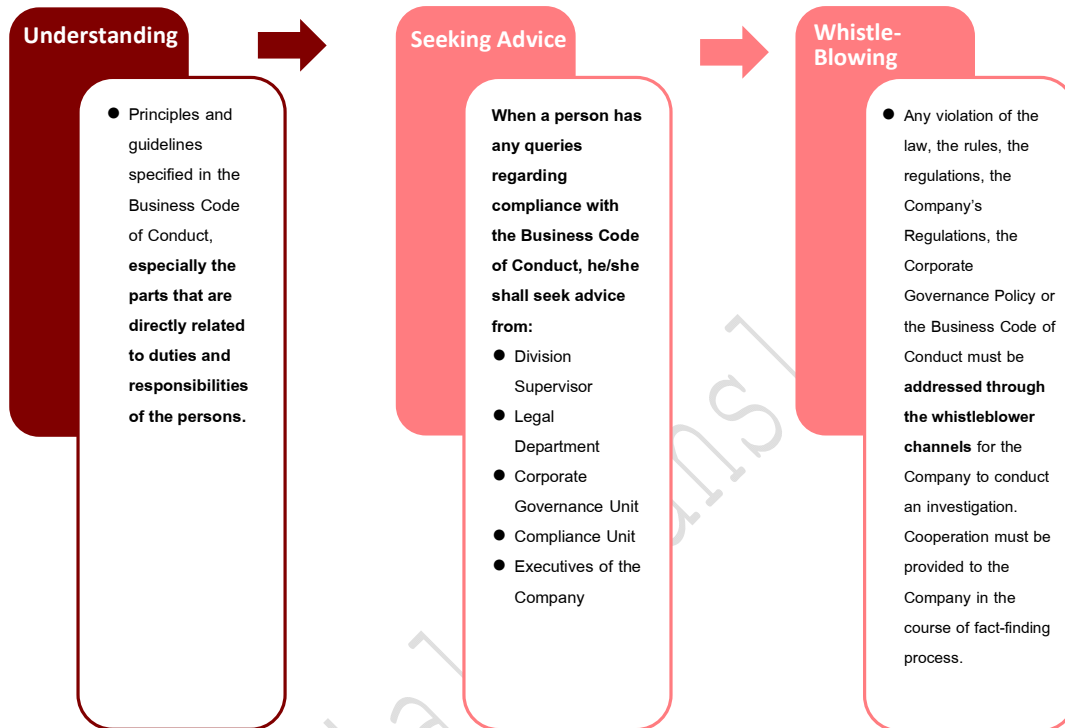 Understanding
● Principles and
guidelines
specified in the
Business Code
of Conduct,
especially the
parts that are
directly related
to duties and
responsibilities
of the persons.
Seeking Advice
When a person has
any queries
regarding
compliance with
the Business Code
of Conduct, he/she
shall seek advice
from:
● Division
Supervisor
● Legal
Department
● Corporate
Governance Unit
● Compliance Unit
● Executives of the
Company
Whistle-
Blowing
● Any violation of the
law, the rules, the
regulations, the
Company’s
Regulations, the
Corporate
Governance Policy or
the Business Code of
Conduct must be
addressed through
the whistleblower
channels for the
Company to conduct
an investigation.
Cooperation must be
provided to the
Company in the
course of fact-finding
process.